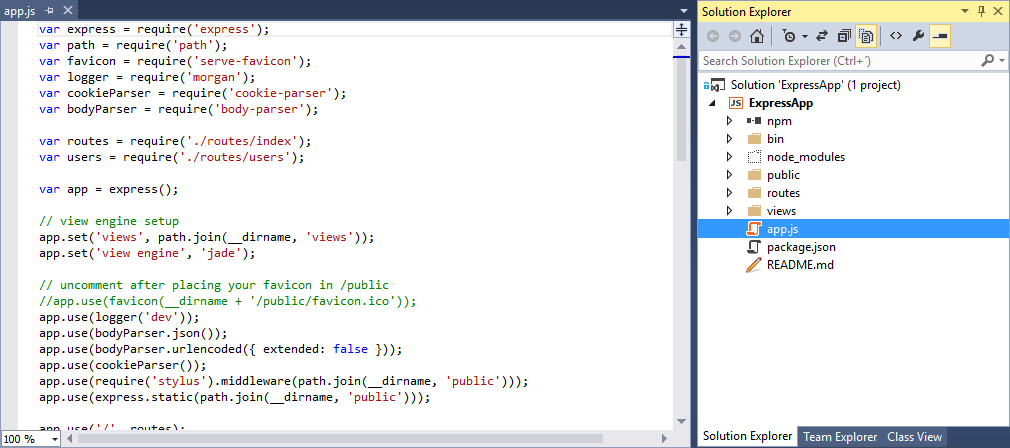 app.js
var express = require('express');
var path = require('path');
var favicon = require('serve-favicon');
var logger = require('morgan');
var cookieParser = require('cookie-parser');
var bodyParser = require('body-parser');
var routes = require('./routes/index');
var users = require('./routes/users');
var app = express();
// view engine setup
app.set('views', path.join(__dirname, 'views'));
app.set('view engine', 'jade');
// uncomment after placing your favicon in /public
//app.use(favicon(__dirname + '/public/favicon.ico'));
app.use(logger('dev'));
app.use(bodyParser.json());
app.use(bodyParser.urlencoded({ extended: false }));
app.use(cookieParser());
app.use(require('stylus').middleware(path.join(__dirname, 'public')));
app.use(express.static(path.join(__dirname, 'public')));
app.use('/', routes);
100 %
Solution Explorer
Search Solution Explorer (Ctrl+´)
Solution 'ExpressApp' (1 project)
JS ExpressApp
npm
bin
node_modules
public
routes
views
app.js
package.json
README.md
Solution Explorer Team Explorer Class View